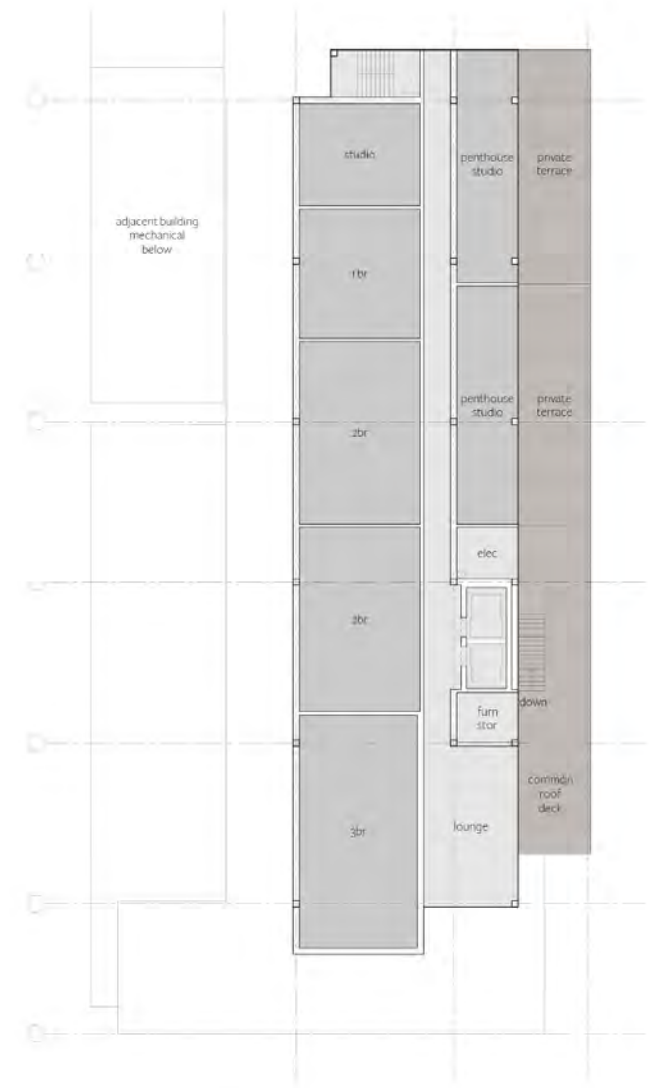 studio
penthouse
studio
private
terrace
adjacent building
mechanical
below
1br
penthouse
studio
private
terrace
2br
elec
2br
down
furn
stor
common
roof
deck
lounge
3br